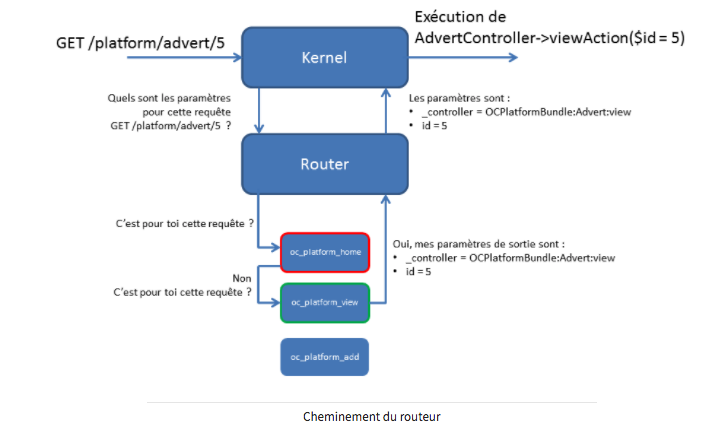 GET /platform/advert/5
Exécution de
AdvertController->viewAction($id = 5)
Kernel
Quels sont les paramètres
pour cette requête
GET /platform/advert/5 ?
Les paramètres sont :
• _controller = OCPlatformBundle:Advert:view
• id = 5
Router
C'est pour toi cette requête ?
oc_platform_home
Oui, mes paramètres de sortie sont :
• _controller = OCPlatformBundle:Advert:view
• id = 5
Non
C'est pour toi cette requête ?
oc_platform_view
oc_platform_add
Cheminement du routeur